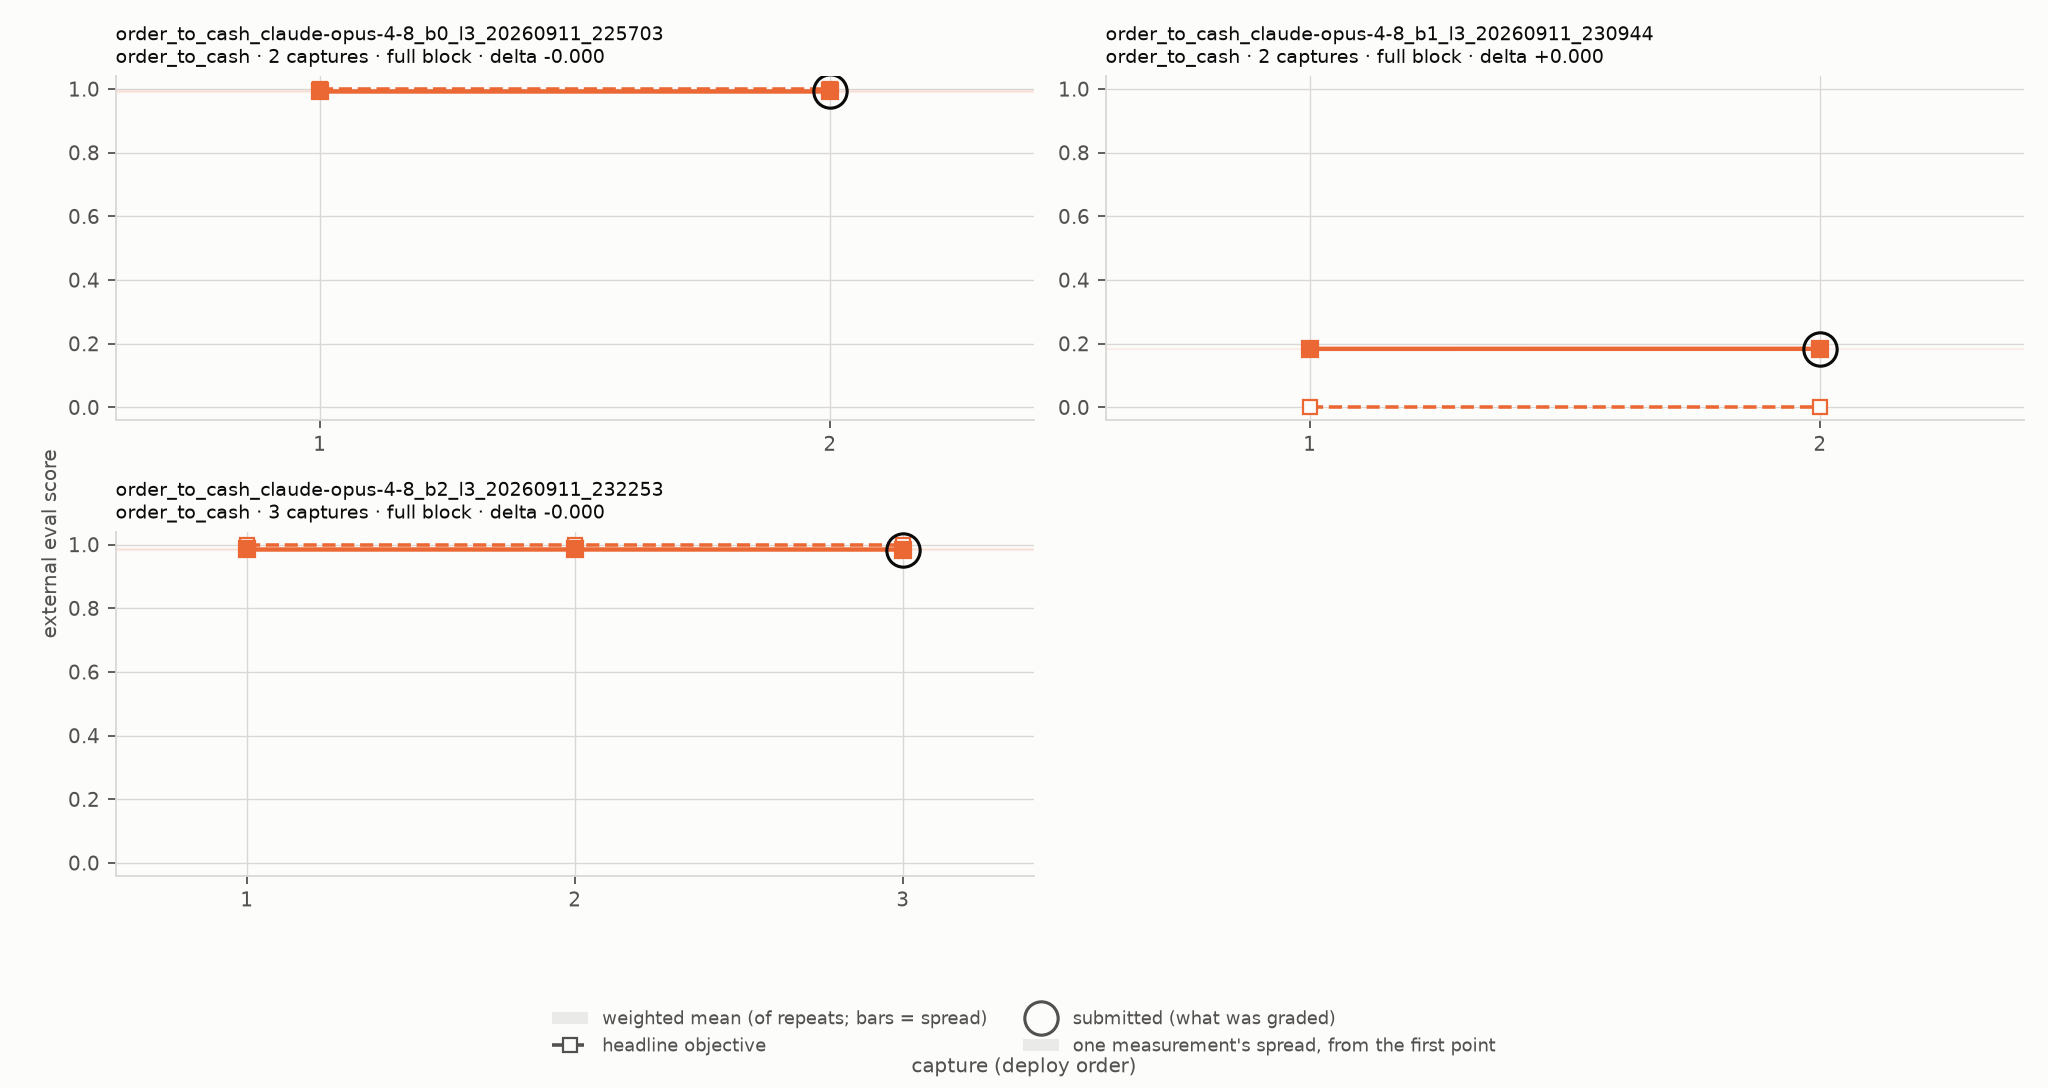 order_to_cash_claude-opus-4-8_b0_l3_20260911_225703
order_to_cash · 2 captures · full block · delta -0.000
1.0
0.8
0.6
0.4
0.2
0.0
1
2
order_to_cash_claude-opus-4-8_b1_l3_20260911_230944
order_to_cash · 2 captures · full block · delta +0.000
1.0
0.8
0.6
0.4
0.2
0.0
1
2
external eval score
order_to_cash_claude-opus-4-8_b2_l3_20260911_232253
order_to_cash · 3 captures · full block · delta -0.000
1.0
0.8
0.6
0.4
0.2
0.0
1
2
3
weighted mean (of repeats; bars = spread)
headline objective
submitted (what was graded)
one measurement's spread, from the first point
capture (deploy order)